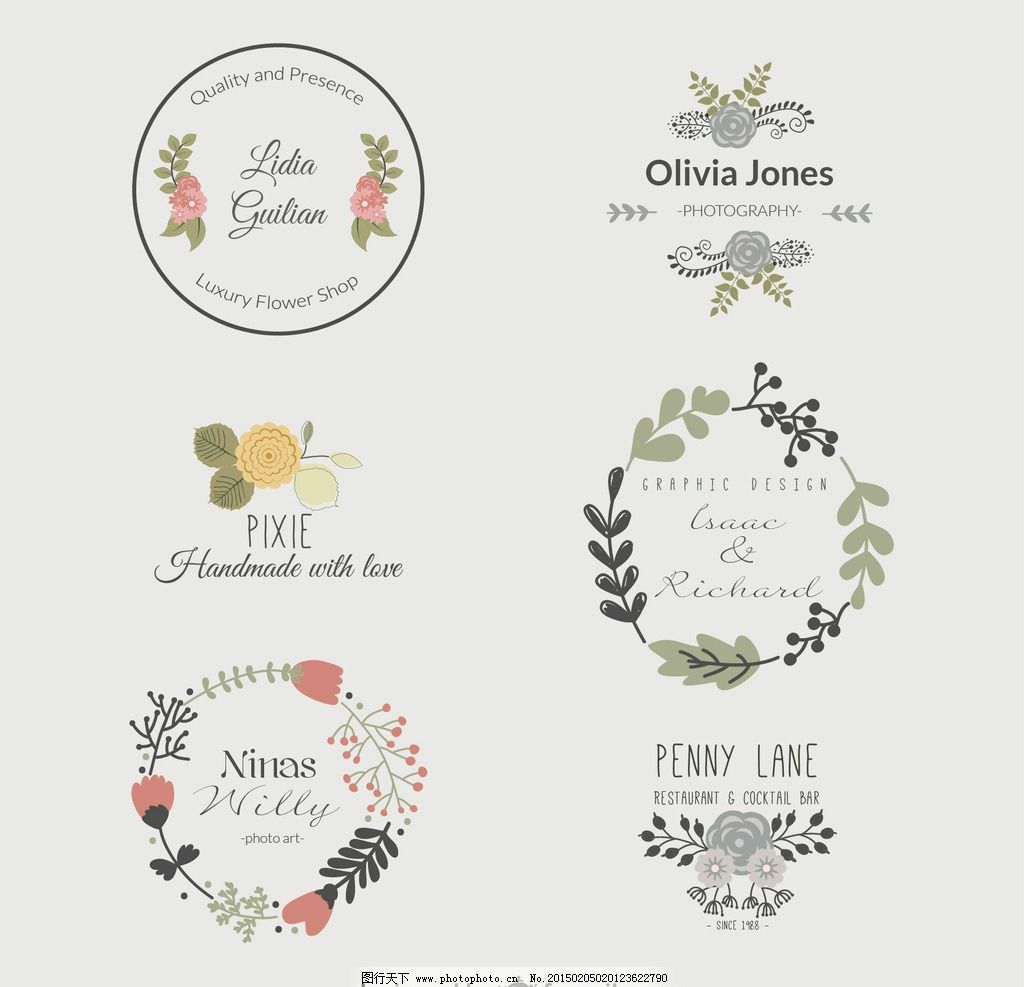 Quality and Presence
Lidia
Guilian
Luxury Flower Shop
Olivia Jones
-PHOTOGRAPHY-
PIXIE
Handmade with love
GRAPHIC DESIGN
Isaac
&
Richard
Ninas
Willy
-photo art-
PENNY LANE
RESTAURANT & COCKTAIL BAR
- SINCE 1988 -
图行天下 www.photophoto.cn No.20150205020123622790